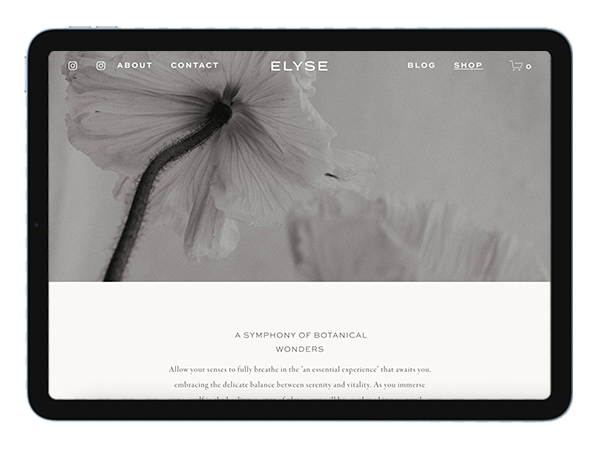 ABOUT CONTACT ELYSE BLOG SHOP 0
A SYMPHONY OF BOTANICAL
WONDERS
Allow your senses to fully breathe in the "an essential experience" that awaits you,
embracing the delicate balance between serenity and vitality. As you immerse